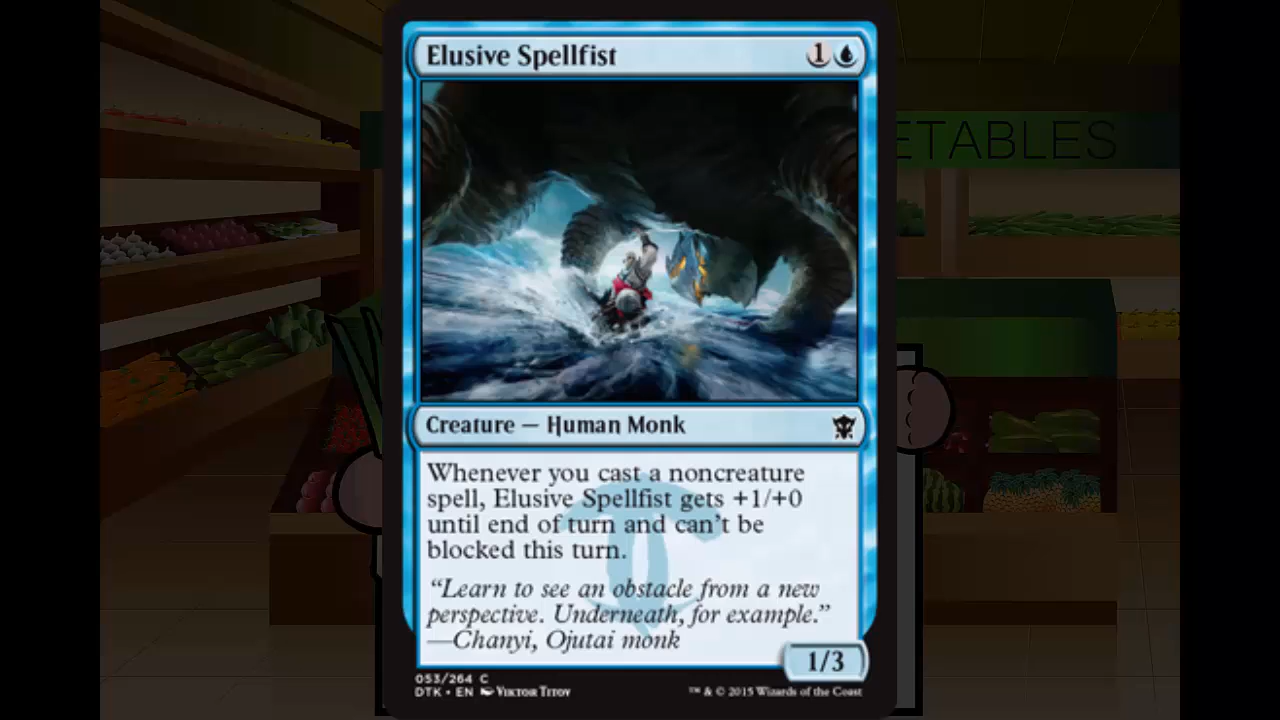 Elusive Spellfist
1
ETABLES
Creature — Human Monk
Whenever you cast a noncreature
spell, Elusive Spellfist gets +1/+0
until end of turn and can't be
blocked this turn.
"Learn to see an obstacle from a new
perspective. Underneath, for example."
—Chanyi, Ojutai monk
1/3
053/264 C
DTK • EN Viktor Titov
™ & © 2015 Wizards of the Coast